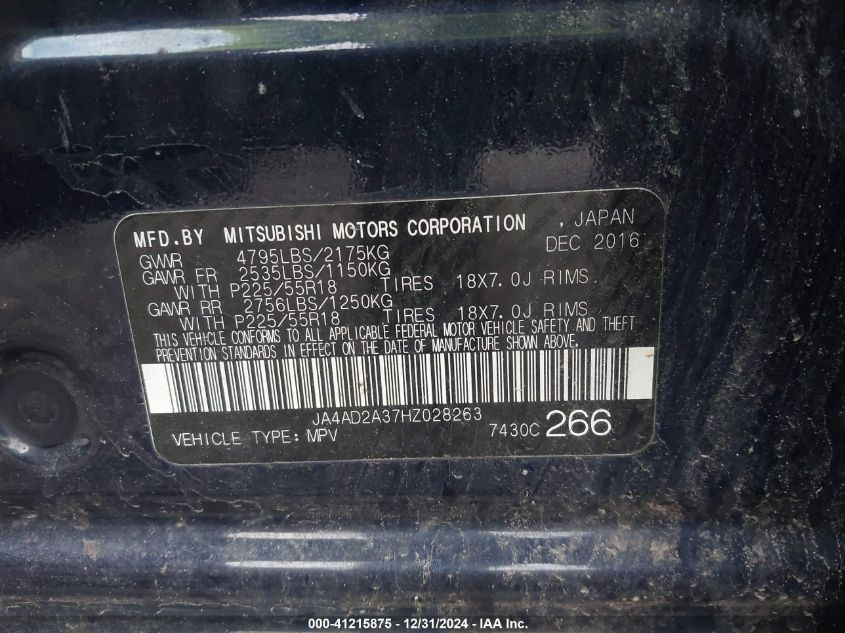 MFD.BY MITSUBISHI MOTORS CORPORATION , JAPAN
GVWR 4795LBS/2175KG DEC 2016
GAWR FR 2535LBS/1150KG
WITH P225/55R18 TIRES 18X7.0J RIMS
GAWR RR 2756LBS/1250KG
WITH P225/55R18 TIRES 18X7.0J RIMS
THIS VEHICLE CONFORMS TO ALL APPLICABLE FEDERAL MOTOR VEHICLE SAFETY AND THEFT
PREVENTION STANDARDS IN EFFECT ON THE DATE OF MANUFACTURE SHOWN ABOVE.
JA4AD2A37HZ028263
VEHICLE TYPE: MPV 7430C 266
000-41215875 - 12/31/2024 - IAA Inc.